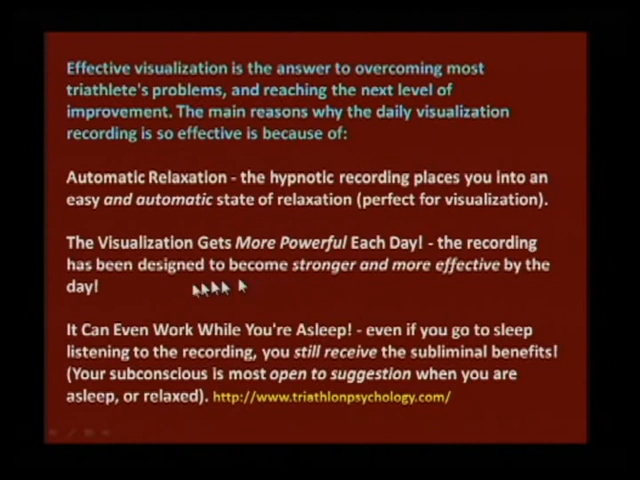 Effective visualization is the answer to overcoming most
triathlete's problems, and reaching the next level of
improvement. The main reasons why the daily visualization
recording is so effective is because of:
Automatic Relaxation - the hypnotic recording places you into an
easy and automatic state of relaxation (perfect for visualization).
The Visualization Gets More Powerful Each Day! - the recording
has been designed to become stronger and more effective by the
day!
It Can Even Work While You're Asleep! - even if you go to sleep
listening to the recording, you still receive the subliminal benefits!
(Your subconscious is most open to suggestion when you are
asleep, or relaxed). http://www.triathlonpsychology.com/